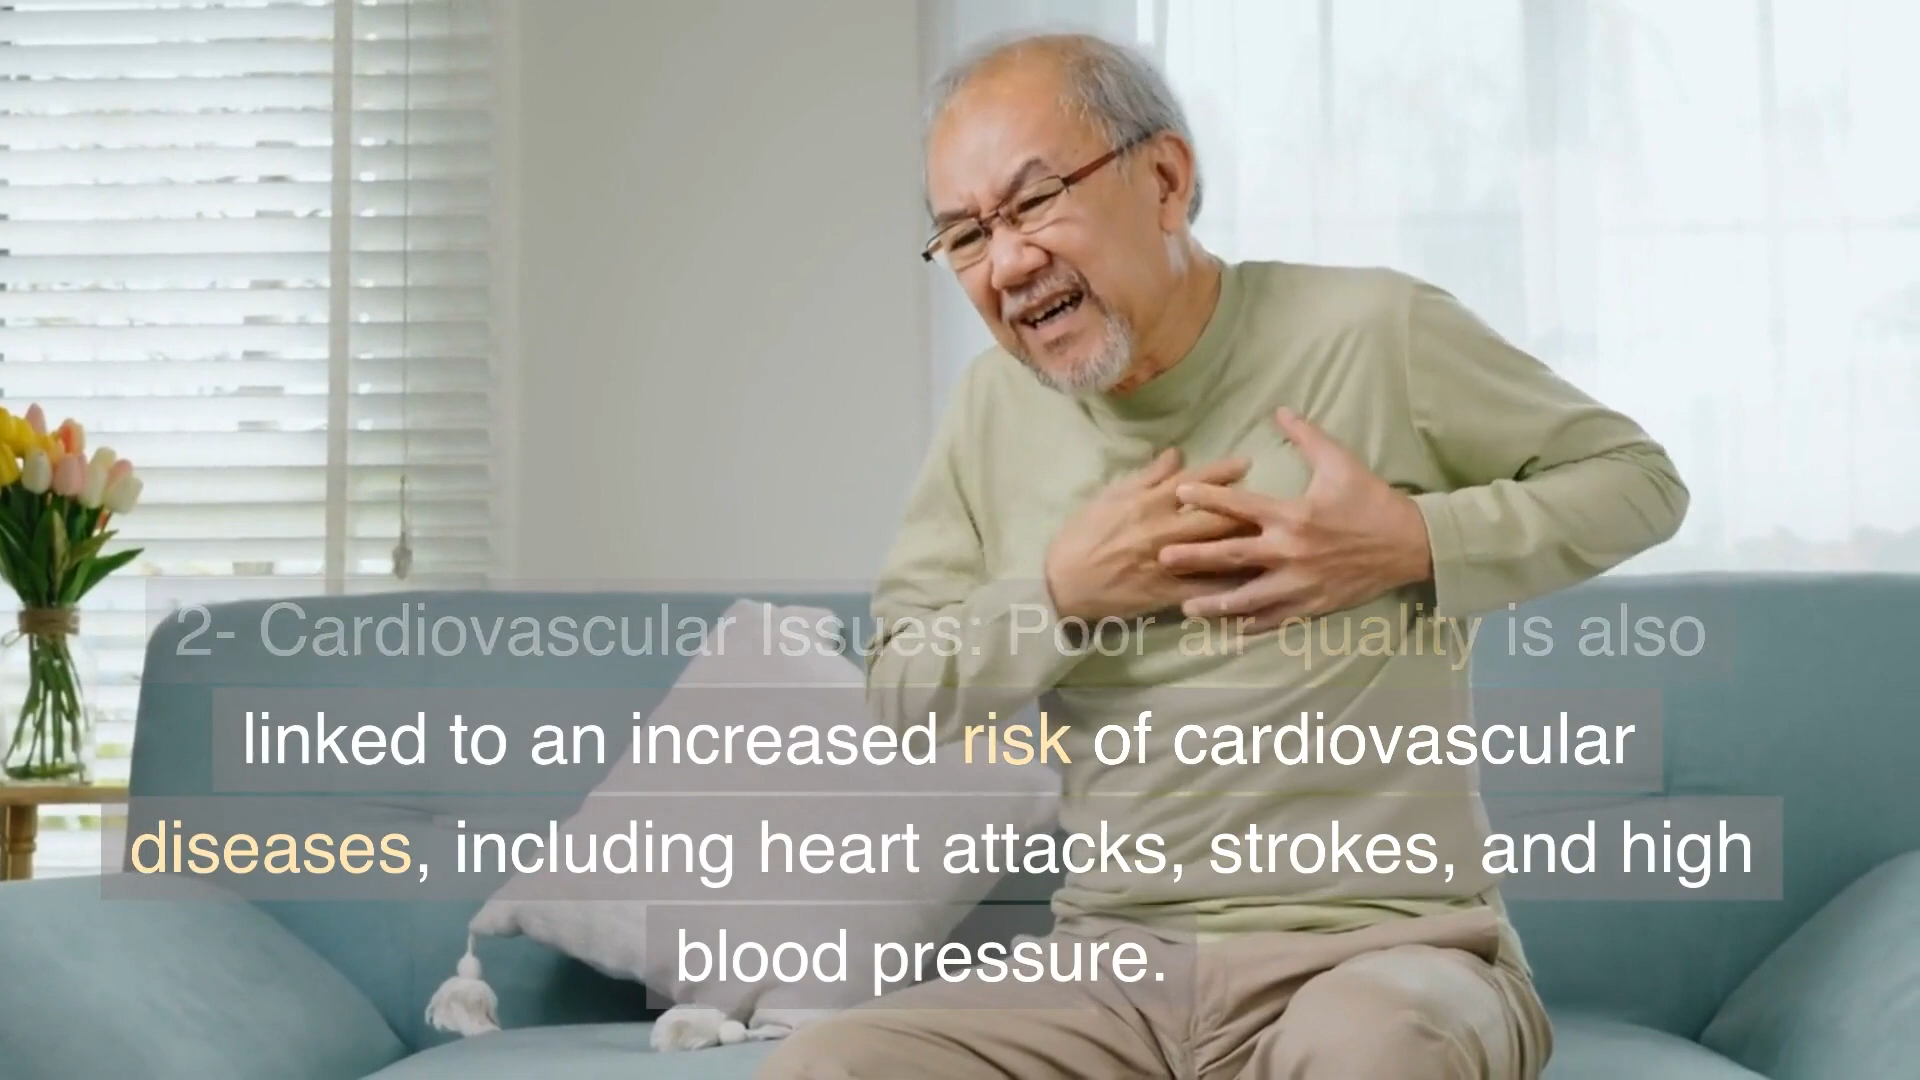 2- Cardiovascular Issues: Poor air quality is also
linked to an increased risk of cardiovascular
diseases, including heart attacks, strokes, and high
blood pressure.